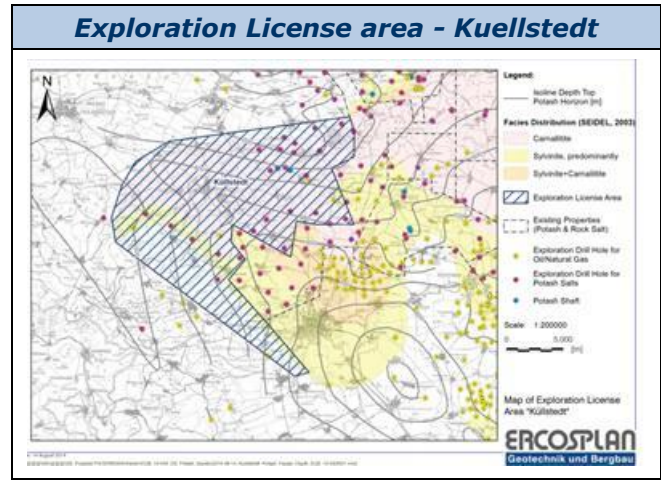 Exploration License area - Kuellstedt
N
Küllstedt
Legend:
Isoline Depth Top
Potash Horizon [m]
Facies Distribution (SEIDEL, 2003)
Carnallitite
Sylvinite, predominantly
Sylvinite+Carnallitite
Exploration License Area
Existing Properties
(Potash & Rock Salt)
Exploration Drill Hole for
Oil/Natural Gas
Exploration Drill Hole for
Potash Salts
Potash Shaft
Scale: 1:200000
0 5.000
[m]
Map of Exploration License
Area "Küllstedt"
ERCOSPLAN
Geotechnik und Bergbau